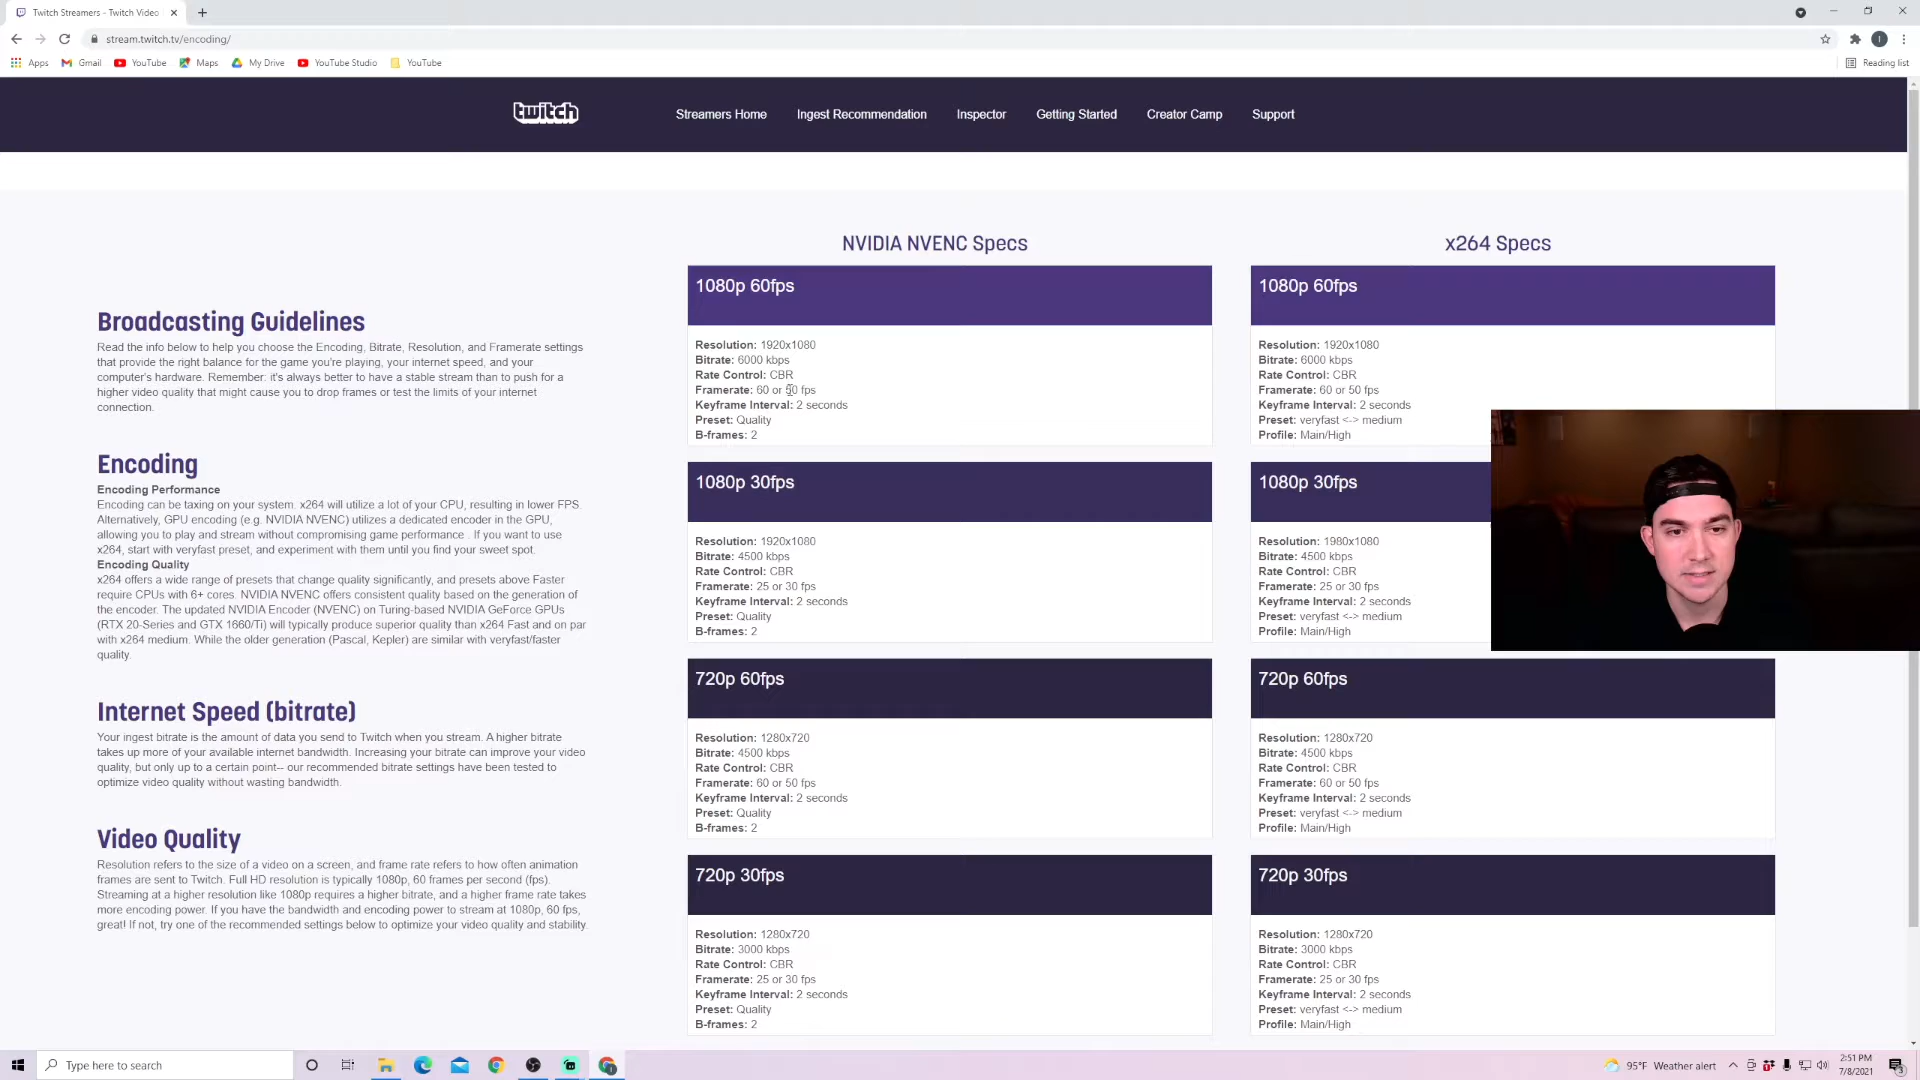 Twitch Streamers - Twitch Video
stream.twitch.tv/encoding/
Apps
Gmail
YouTube
Maps
My Drive
YouTube Studio
YouTube
Reading list
twitch
Streamers Home
Ingest Recommendation
Inspector
Getting Started
Creator Camp
Support
Broadcasting Guidelines
Read the info below to help you choose the Encoding, Bitrate, Resolution, and Framerate settings
that provide the right balance for the game you're playing, your internet speed, and your
computer's hardware. Remember: it's always better to have a stable stream than to push for a
higher video quality that might cause you to drop frames or test the limits of your internet
connection.
Encoding
Encoding Performance
Encoding can be taxing on your system. x264 will utilize a lot of your CPU, resulting in lower FPS.
Alternatively, GPU encoding (e.g. NVIDIA NVENC) utilizes a dedicated encoder in the GPU,
allowing you to play and stream without compromising game performance . If you want to use
x264, start with veryfast preset, and experiment with them until you find your sweet spot.
Encoding Quality
x264 offers a wide range of presets that change quality significantly, and presets above Faster
require CPUs with 6+ cores. NVIDIA NVENC offers consistent quality based on the generation of
the encoder. The updated NVIDIA Encoder (NVENC) on Turing-based NVIDIA GeForce GPUs
(RTX 20-Series and GTX 1660/Ti) will typically produce superior quality than x264 Fast and on par
with x264 medium. While the older generation (Pascal, Kepler) are similar with veryfast/faster
quality.
Internet Speed (bitrate)
Your ingest bitrate is the amount of data you send to Twitch when you stream. A higher bitrate
takes up more of your available internet bandwidth. Increasing your bitrate can improve your video
quality, but only up to a certain point-- our recommended bitrate settings have been tested to
optimize video quality without wasting bandwidth.
Video Quality
Resolution refers to the size of a video on a screen, and frame rate refers to how often animation
frames are sent to Twitch. Full HD resolution is typically 1080p, 60 frames per second (fps).
Streaming at a higher resolution like 1080p requires a higher bitrate, and a higher frame rate takes
more encoding power. If you have the bandwidth and encoding power to stream at 1080p, 60 fps,
great! If not, try one of the recommended settings below to optimize your video quality and stability.
NVIDIA NVENC Specs
1080p 60fps
Resolution: 1920x1080
Bitrate: 6000 kbps
Rate Control: CBR
Framerate: 60 or 50 fps
Keyframe Interval: 2 seconds
Preset: Quality
B-frames: 2
1080p 30fps
Resolution: 1920x1080
Bitrate: 4500 kbps
Rate Control: CBR
Framerate: 25 or 30 fps
Keyframe Interval: 2 seconds
Preset: Quality
B-frames: 2
720p 60fps
Resolution: 1280x720
Bitrate: 4500 kbps
Rate Control: CBR
Framerate: 60 or 50 fps
Keyframe Interval: 2 seconds
Preset: Quality
B-frames: 2
720p 30fps
Resolution: 1280x720
Bitrate: 3000 kbps
Rate Control: CBR
Framerate: 25 or 30 fps
Keyframe Interval: 2 seconds
Preset: Quality
B-frames: 2
x264 Specs
1080p 60fps
Resolution: 1920x1080
Bitrate: 6000 kbps
Rate Control: CBR
Framerate: 60 or 50 fps
Keyframe Interval: 2 seconds
Preset: veryfast <-> medium
Profile: Main/High
1080p 30fps
Resolution: 1980x1080
Bitrate: 4500 kbps
Rate Control: CBR
Framerate: 25 or 30 fps
Keyframe Interval: 2 seconds
Preset: veryfast <-> medium
Profile: Main/High
720p 60fps
Resolution: 1280x720
Bitrate: 4500 kbps
Rate Control: CBR
Framerate: 60 or 50 fps
Keyframe Interval: 2 seconds
Preset: veryfast <-> medium
Profile: Main/High
720p 30fps
Resolution: 1280x720
Bitrate: 3000 kbps
Rate Control: CBR
Framerate: 25 or 30 fps
Keyframe Interval: 2 seconds
Preset: veryfast <-> medium
Profile: Main/High
Type here to search
95°F Weather alert
2:51 PM
7/8/2021